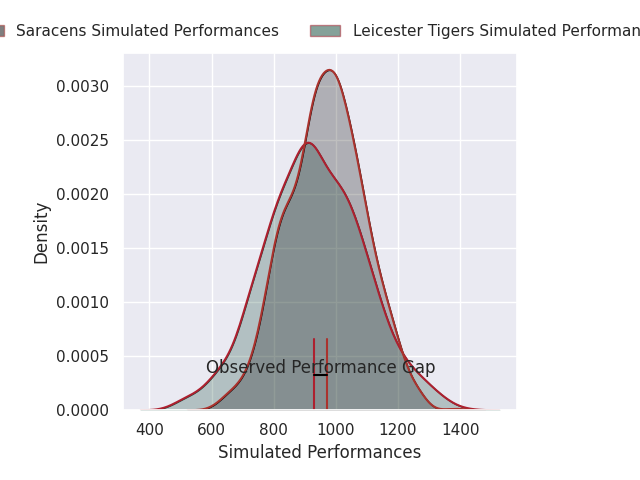 Saracens Simulated Performances
Leicester Tigers Simulated Performan
0.0030
0.0025
0.0020
0.0015
0.0010
0.0005
0.0000
Density
Observed Performance Gap
400 600 800 1000 1200 1400
Simulated Performances